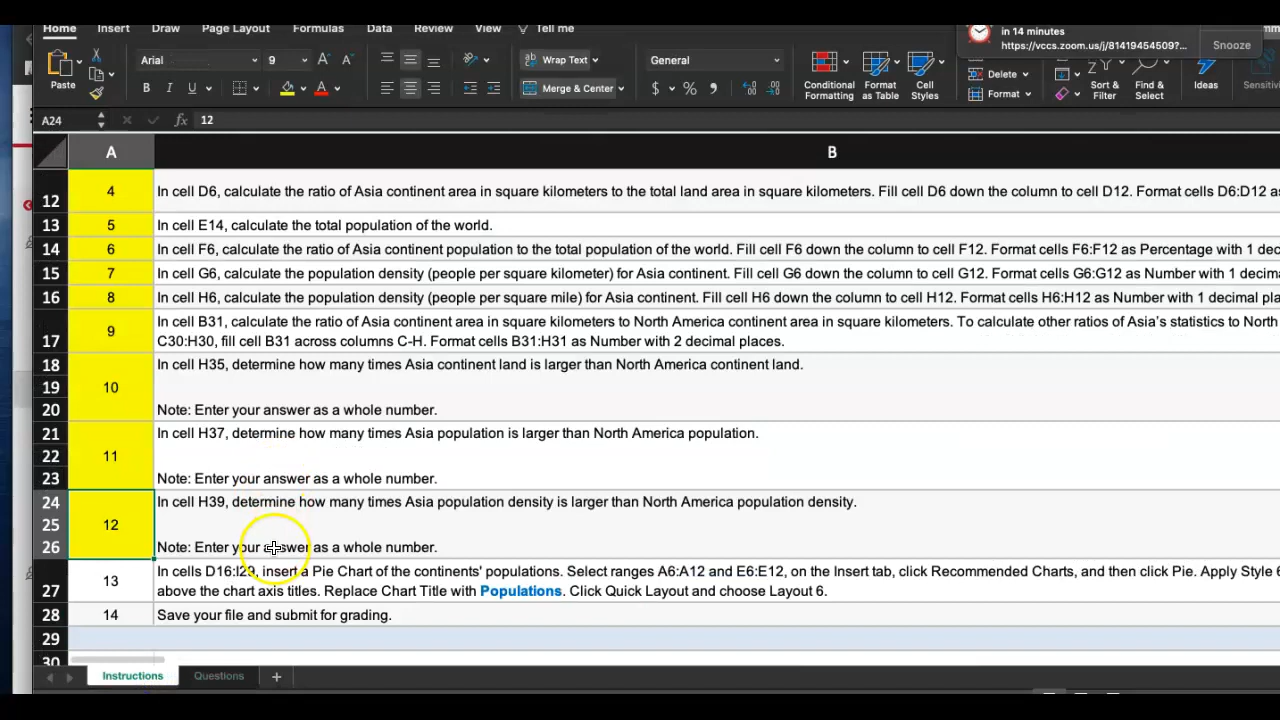 Home Insert Draw Page Layout Formulas Data Review View Tell me
in 14 minutes
https://vccs.zoom.us/j/81419454509?...
Snooze
Paste
Arial 9
Wrap Text
General
Merge & Center
B I U
Conditional Formatting
Format as Table
Cell Styles
Delete
Format
Sort & Filter
Find & Select
Ideas
A24 fx 12
A B
12 4 In cell D6, calculate the ratio of Asia continent area in square kilometers to the total land area in square kilometers. Fill cell D6 down the column to cell D12. Format cells D6:D12
13 5 In cell E14, calculate the total population of the world.
14 6 In cell F6, calculate the ratio of Asia continent population to the total population of the world. Fill cell F6 down the column to cell F12. Format cells F6:F12 as Percentage with 1
15 7 In cell G6, calculate the population density (people per square kilometer) for Asia continent. Fill cell G6 down the column to cell G12. Format cells G6:G12 as Number with 1
16 8 In cell H6, calculate the population density (people per square mile) for Asia continent. Fill cell H6 down the column to cell H12. Format cells H6:H12 as Number with 1 decimal
17 9 In cell B31, calculate the ratio of Asia continent area in square kilometers to North America continent area in square kilometers. To calculate other ratios of Asia's statistics to North
C30:H30, fill cell B31 across columns C-H. Format cells B31:H31 as Number with 2 decimal places.
18 In cell H35, determine how many times Asia continent land is larger than North America continent land.
19 10
20 Note: Enter your answer as a whole number.
21 In cell H37, determine how many times Asia population is larger than North America population.
22 11
23 Note: Enter your answer as a whole number.
24 In cell H39, determine how many times Asia population density is larger than North America population density.
25 12
26 Note: Enter your answer as a whole number.
27 13 In cells D16:I29, insert a Pie Chart of the continents' populations. Select ranges A6:A12 and E6:E12, on the Insert tab, click Recommended Charts, and then click Pie. Apply Style
above the chart axis titles. Replace Chart Title with Populations. Click Quick Layout and choose Layout 6.
28 14 Save your file and submit for grading.
29
30
Instructions Questions +